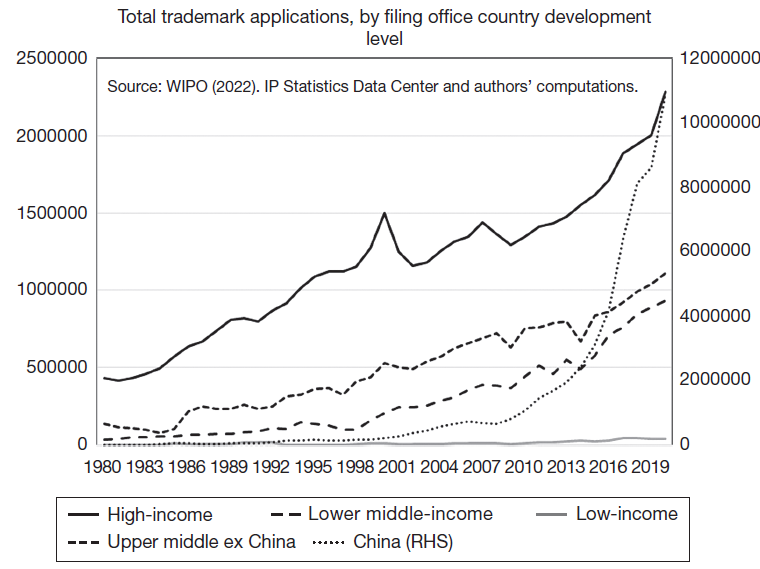 Total trademark applications, by filing office country development
level
2500000
12000000
Source: WIPO (2022). IP Statistics Data Center and authors’ computations.
10000000
2000000
8000000
1500000
6000000
1000000
4000000
500000
2000000
0
0
1980 1983 1986 1989 1992 1995 1998 2001 2004 2007 2010 2013 2016 2019
High-income Lower middle-income Low-income
Upper middle ex China China (RHS)